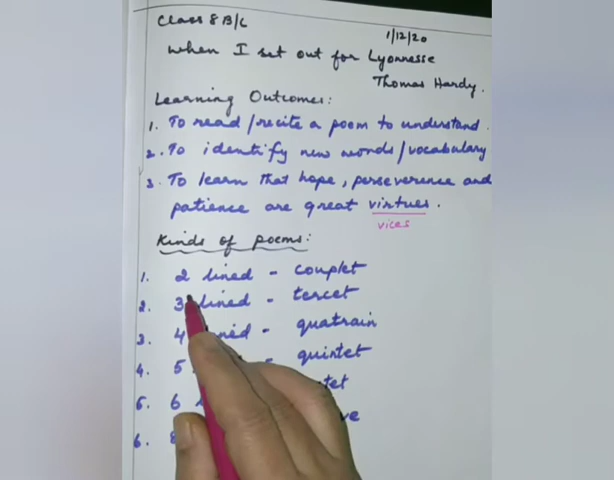 Class 8 B/C
1/12/20
When I set out for Lyonnesse
Thomas Hardy.
Learning Outcomes:
1. To read/recite a poem to understand.
2. To identify new words/vocabulary
3. To learn that hope, perseverence and
patience are great virtues.
vices
Kinds of poems:
1. 2 lined - couplet
2. 3 lined - tercet
3. 4 lined - quatrain
4. 5 - quintet
5. 6
6. 8